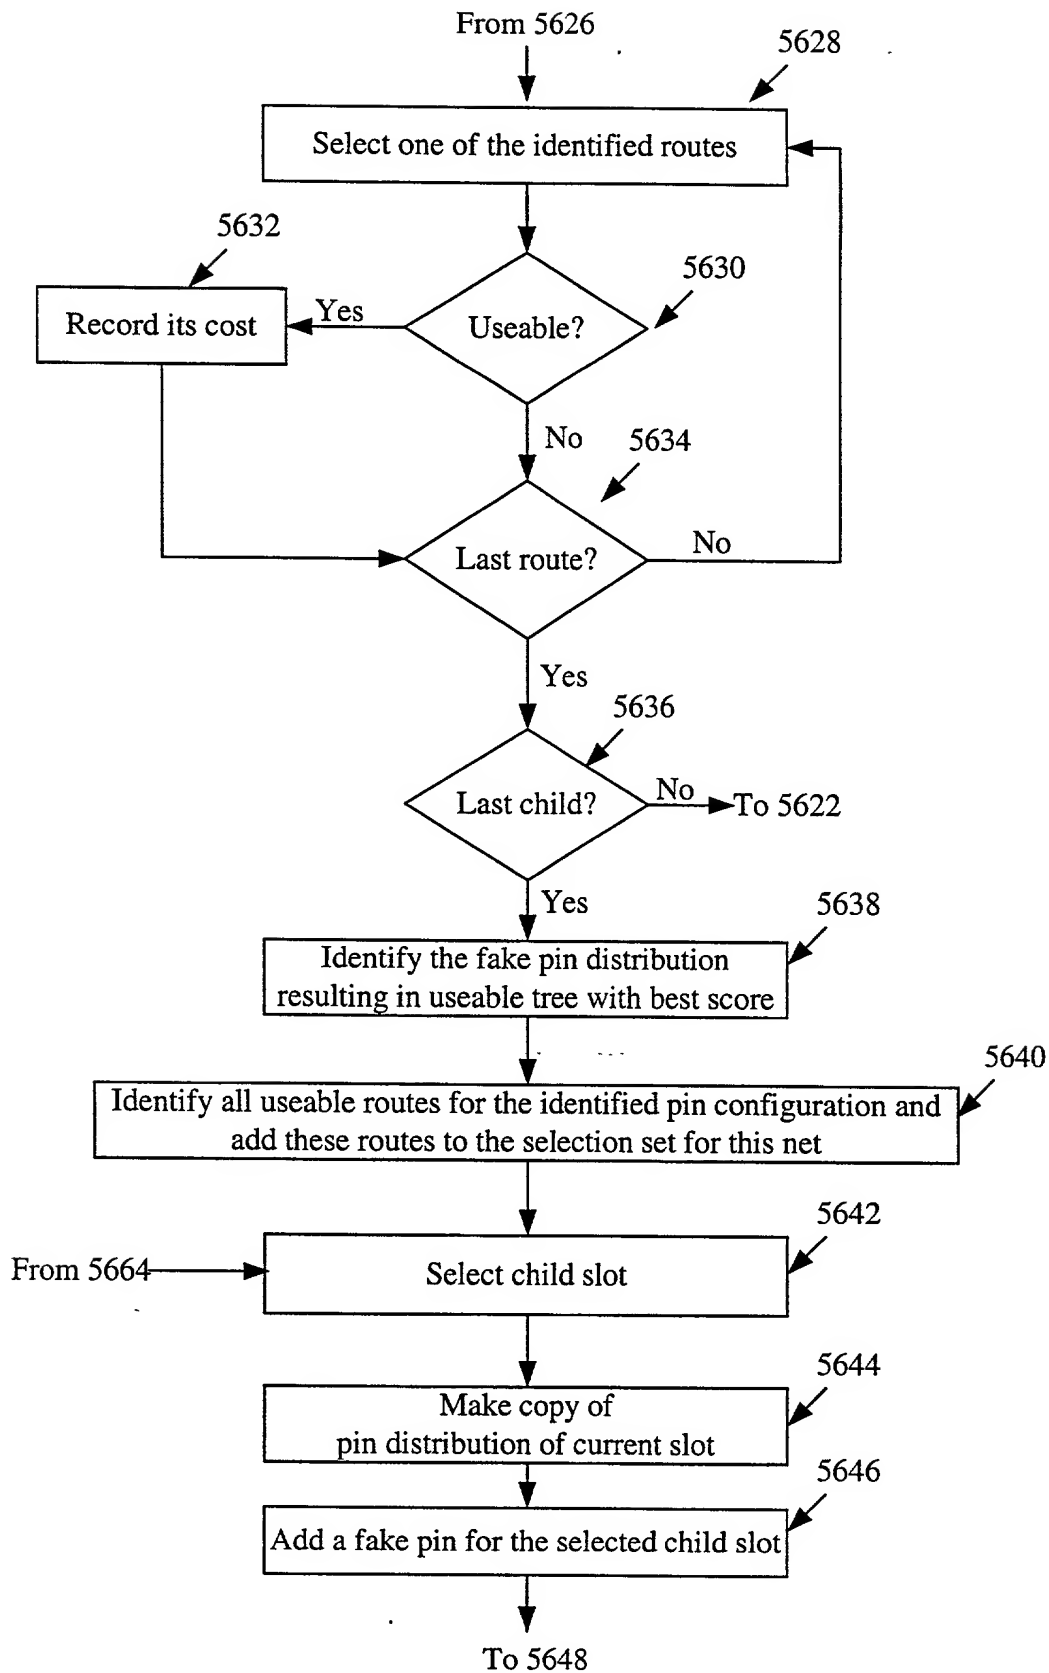 From 5626
5628
Select one of the identified routes
5632
5630
Record its cost
Yes
Useable?
No
5634
Last route?
No
Yes
5636
Last child?
No
To 5622
Yes
5638
Identify the fake pin distribution
resulting in useable tree with best score
5640
Identify all useable routes for the identified pin configuration and
add these routes to the selection set for this net
5642
From 5664
Select child slot
5644
Make copy of
pin distribution of current slot
5646
Add a fake pin for the selected child slot
To 5648